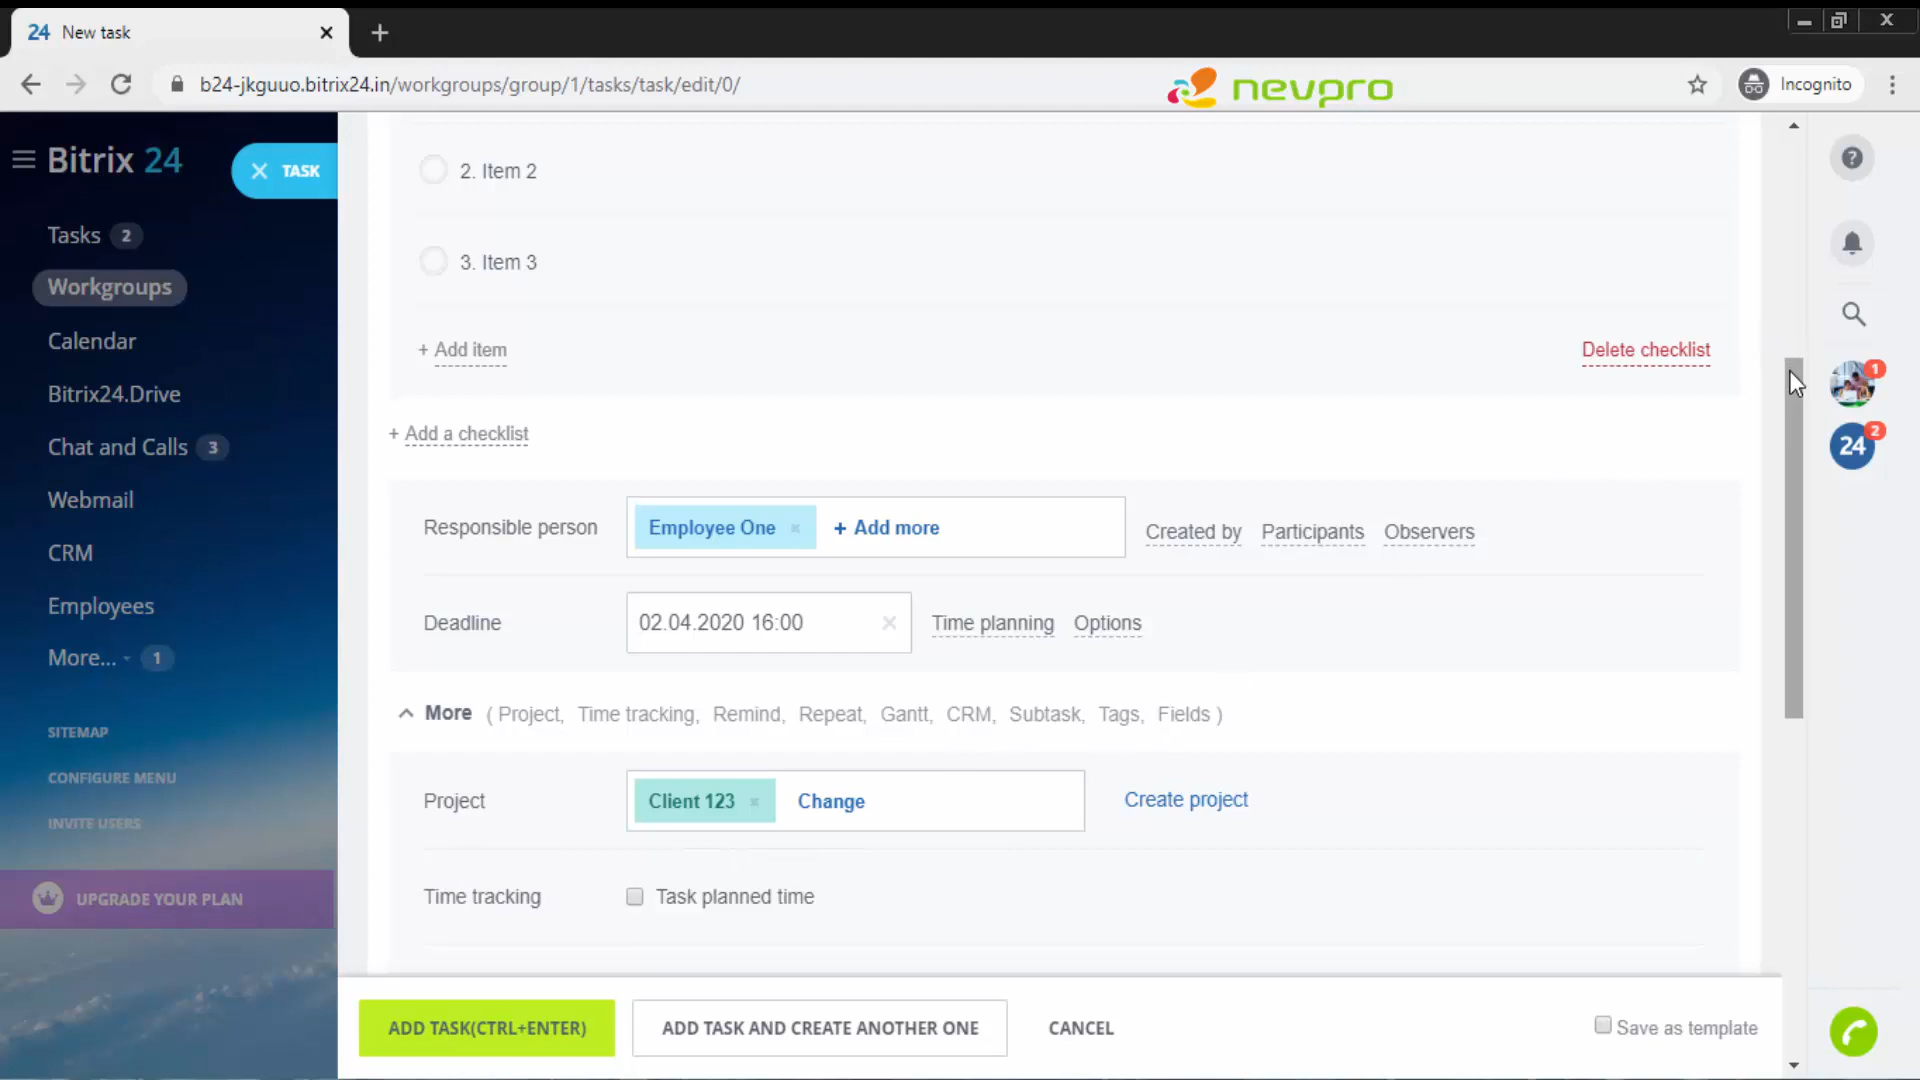 24 New task
b24-jkguuo.bitrix24.in/workgroups/group/1/tasks/task/edit/0/
nevpro
Incognito
Bitrix 24
TASK
Tasks 2
Workgroups
Calendar
Bitrix24.Drive
Chat and Calls 3
Webmail
CRM
Employees
More... 1
SITEMAP
CONFIGURE MENU
INVITE USERS
UPGRADE YOUR PLAN
2. Item 2
3. Item 3
+ Add item
Delete checklist
+ Add a checklist
Responsible person
Employee One × + Add more
Created by Participants Observers
Deadline
02.04.2020 16:00
Time planning Options
More ( Project, Time tracking, Remind, Repeat, Gantt, CRM, Subtask, Tags, Fields )
Project
Client 123 × Change
Create project
Time tracking
Task planned time
ADD TASK(CTRL+ENTER)
ADD TASK AND CREATE ANOTHER ONE
CANCEL
Save as template
?
1
24
2